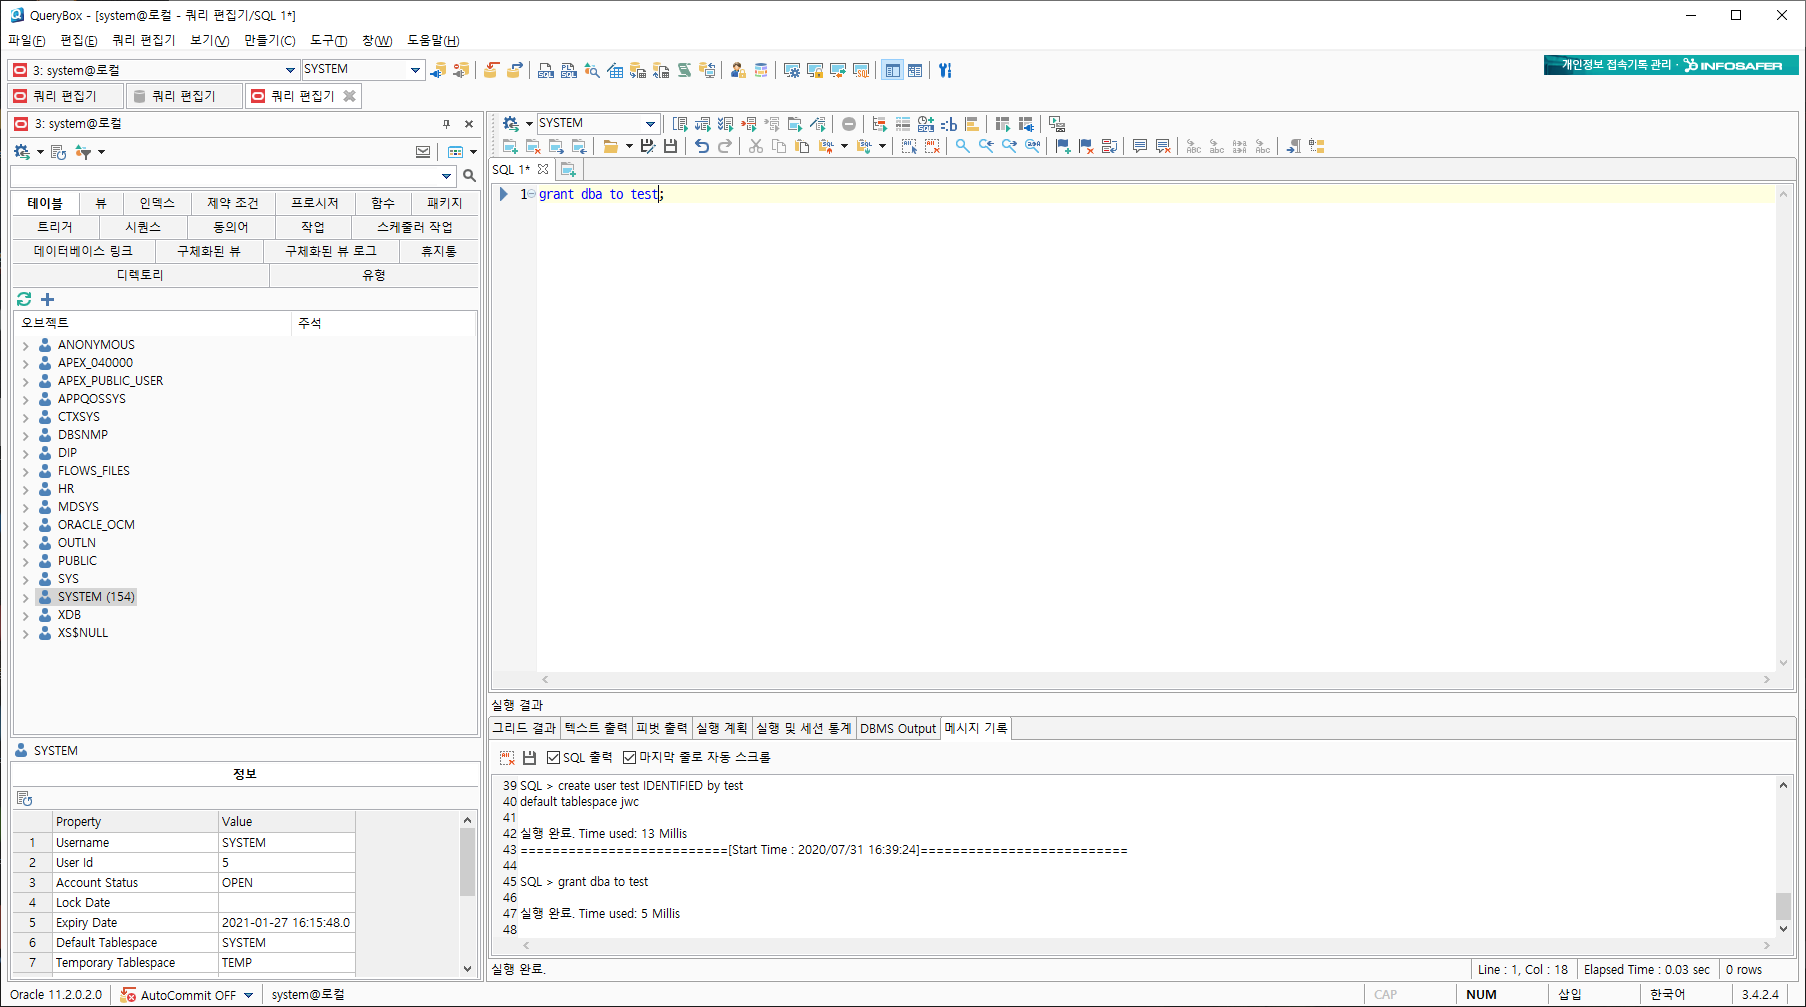 QueryBox - [system@로컬 - 쿼리 편집기/SQL 1*]
파일(F) 편집(E) 쿼리 편집기 보기(V) 만들기(C) 도구(T) 창(W) 도움말(H)
3: system@로컬 SYSTEM
개인정보 접속기록 관리 · INFOSAFER
쿼리 편집기 쿼리 편집기 쿼리 편집기
3: system@로컬
SYSTEM
SQL 1*
1 grant dba to test;
테이블 뷰 인덱스 제약 조건 프로시저 함수 패키지
트리거 시퀀스 동의어 작업 스케줄러 작업
데이터베이스 링크 구체화된 뷰 구체화된 뷰 로그 휴지통
디렉토리 유형
오브젝트 주석
ANONYMOUS
APEX_040000
APEX_PUBLIC_USER
APPQOSSYS
CTXSYS
DBSNMP
DIP
FLOWS_FILES
HR
MDSYS
ORACLE_OCM
OUTLN
PUBLIC
SYS
SYSTEM (154)
XDB
XS$NULL
SYSTEM
정보
Property Value
1 Username SYSTEM
2 User Id 5
3 Account Status OPEN
4 Lock Date
5 Expiry Date 2021-01-27 16:15:48.0
6 Default Tablespace SYSTEM
7 Temporary Tablespace TEMP
실행 결과
그리드 결과 텍스트 출력 피벗 출력 실행 계획 실행 및 세션 통계 DBMS Output 메시지 기록
SQL 출력 마지막 줄로 자동 스크롤
39 SQL > create user test IDENTIFIED by test
40 default tablespace jwc
41
42 실행 완료. Time used: 13 Millis
43 ==========================[Start Time : 2020/07/31 16:39:24]==========================
44
45 SQL > grant dba to test
46
47 실행 완료. Time used: 5 Millis
48
실행 완료. Line : 1, Col : 18 Elapsed Time : 0.03 sec 0 rows
Oracle 11.2.0.2.0 AutoCommit OFF system@로컬 CAP NUM 삽입 한국어 3.4.2.4